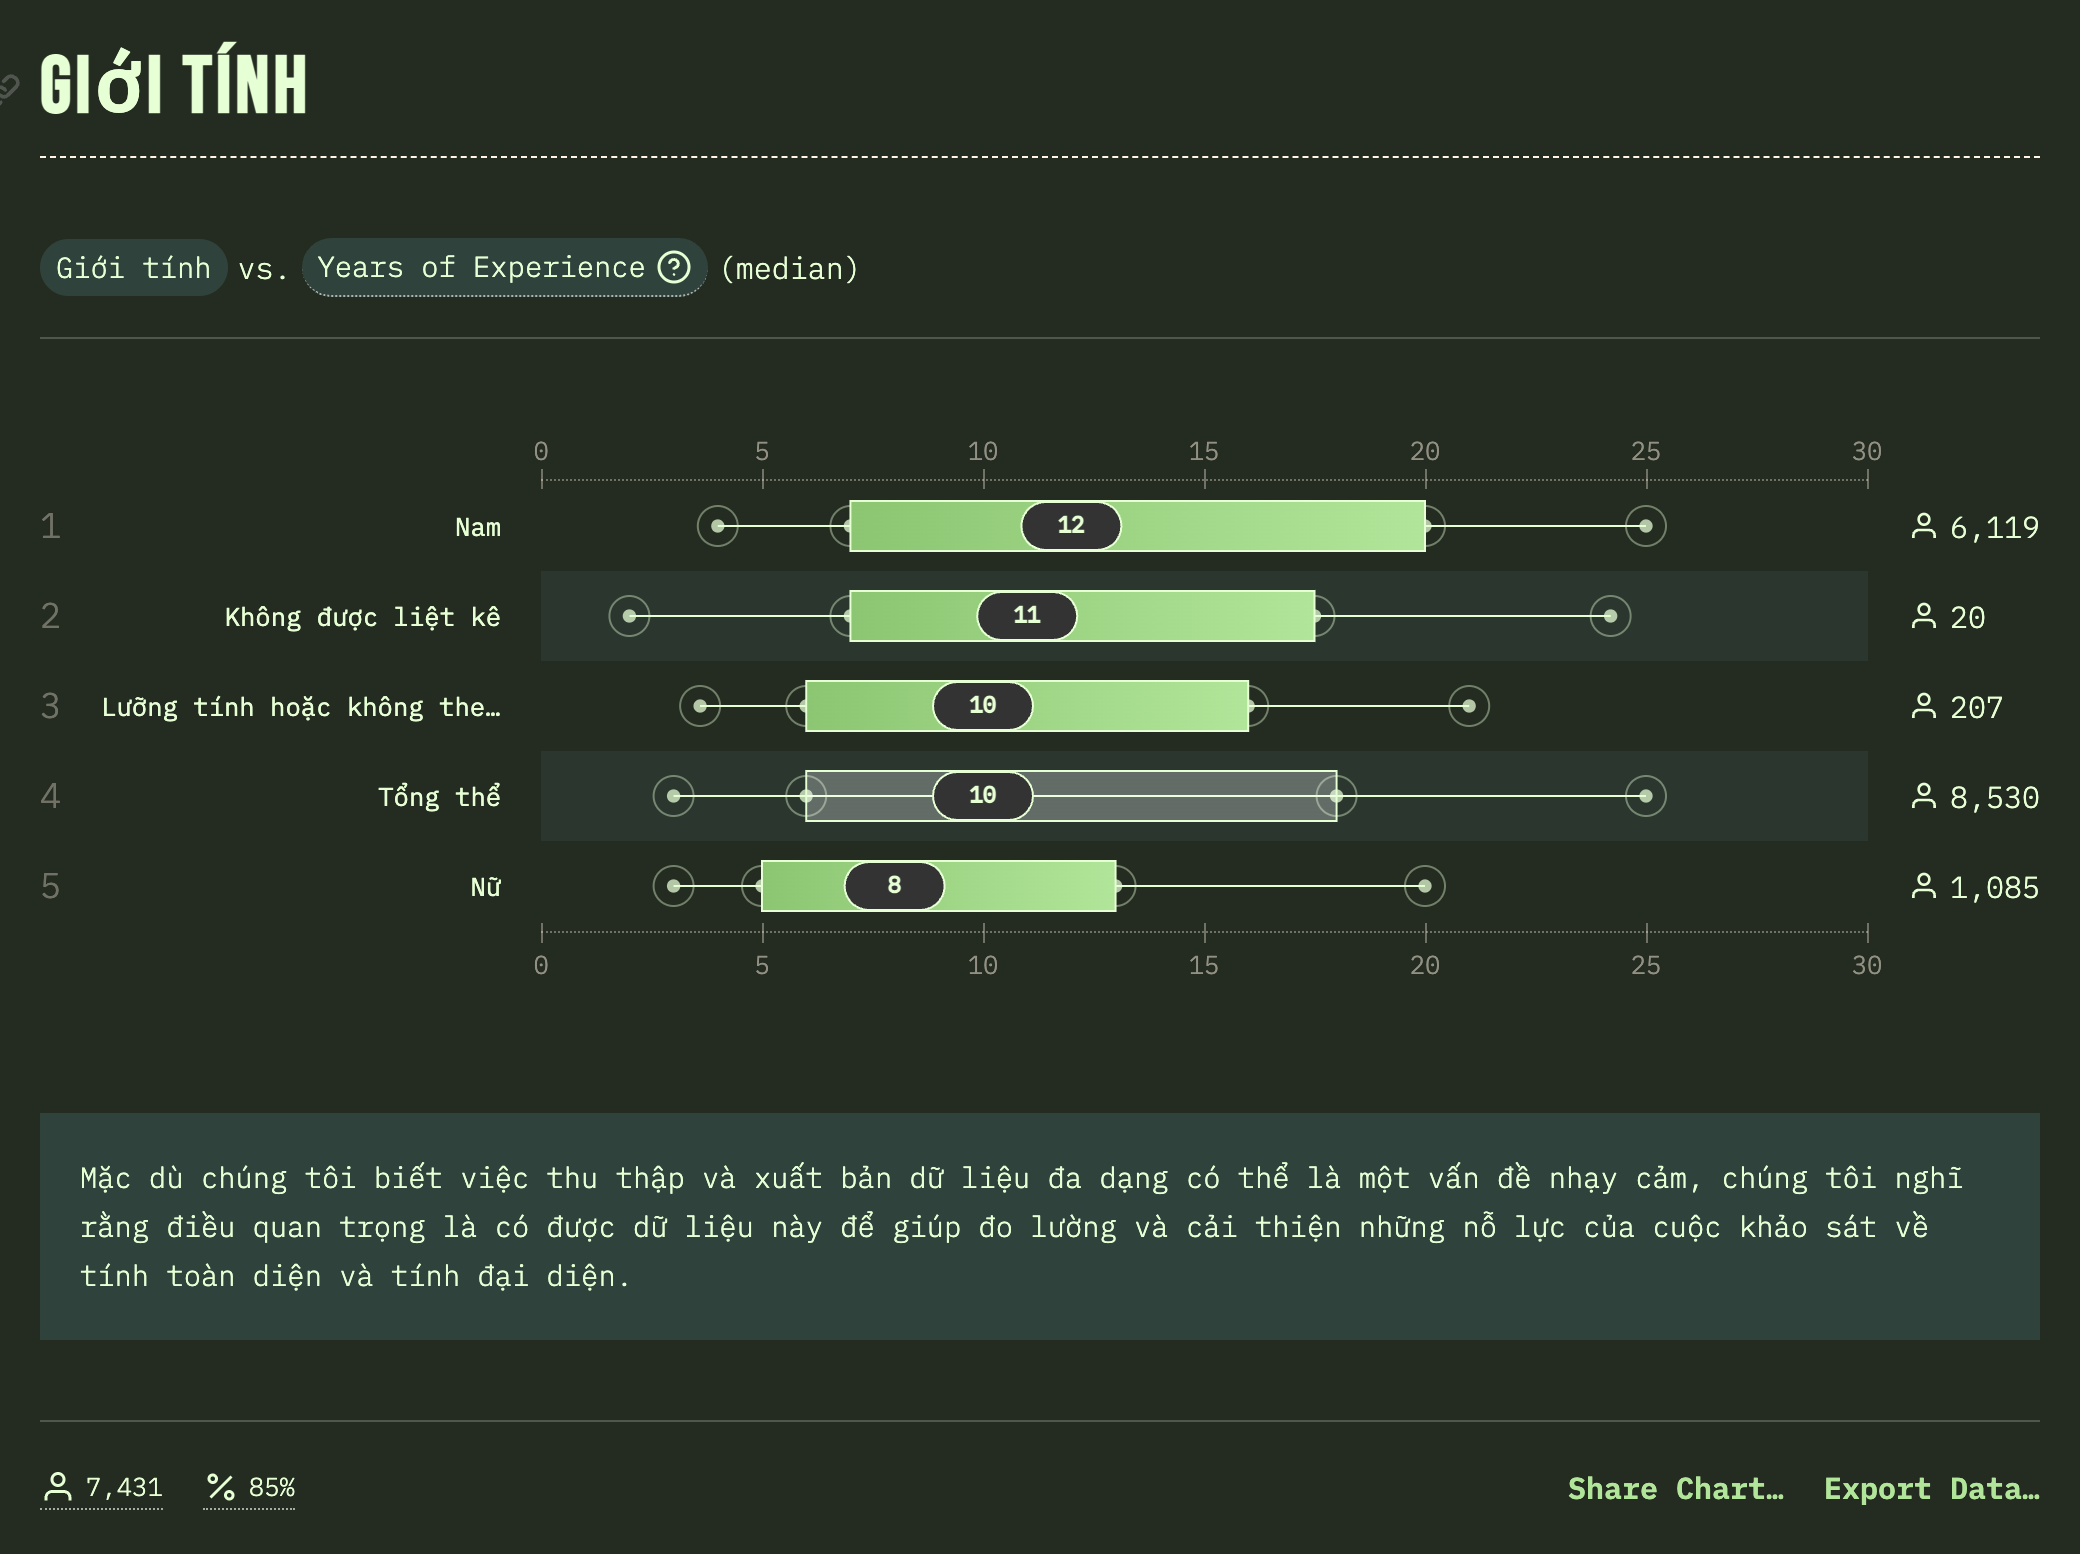 GIớI TÍNH
Giới tính vs. Years of Experience (median)
0 5 10 15 20 25 30
1 Nam 12 6,119
2 Không được liệt kê 11 20
3 Lưỡng tính hoặc không the… 10 207
4 Tổng thể 10 8,530
5 Nữ 8 1,085
0 5 10 15 20 25 30
Mặc dù chúng tôi biết việc thu thập và xuất bản dữ liệu đa dạng có thể là một vấn đề nhạy cảm, chúng tôi nghĩ
rằng điều quan trọng là có được dữ liệu này để giúp đo lường và cải thiện những nỗ lực của cuộc khảo sát về
tính toàn diện và tính đại diện.
7,431 85% Share Chart… Export Data…